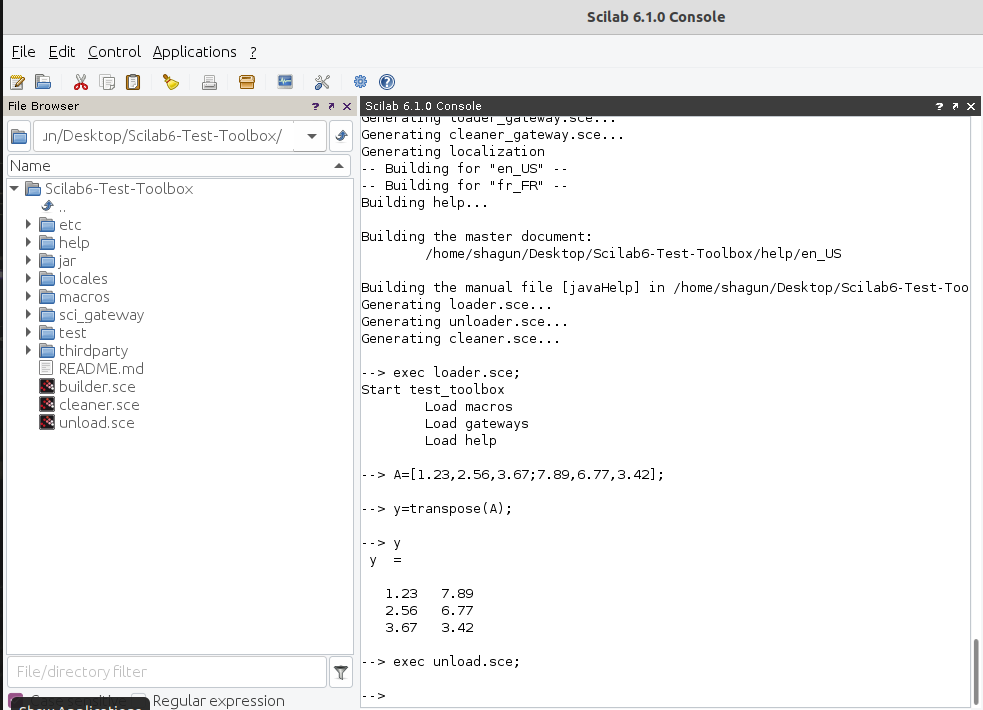 Scilab 6.1.0 Console
File Edit Control Applications ?
File Browser
? 
un/Desktop/Scilab6-Test-Toolbox/
Name
Scilab6-Test-Toolbox
..
etc
help
jar
locales
macros
sci_gateway
test
thirdparty
README.md
builder.sce
cleaner.sce
unload.sce
File/directory filter
Case sensitive Regular expression
Show Applications
Scilab 6.1.0 Console
?
Generating loader_gateway.sce...
Generating cleaner_gateway.sce...
Generating localization
-- Building for "en_US" --
-- Building for "fr_FR" --
Building help...
Building the master document:
/home/shagun/Desktop/Scilab6-Test-Toolbox/help/en_US
Building the manual file [javaHelp] in /home/shagun/Desktop/Scilab6-Test-Too
Generating loader.sce...
Generating unloader.sce...
Generating cleaner.sce...
--> exec loader.sce;
Start test_toolbox
Load macros
Load gateways
Load help
--> A=[1.23,2.56,3.67;7.89,6.77,3.42];
--> y=transpose(A);
--> y
y =
1.23 7.89
2.56 6.77
3.67 3.42
--> exec unload.sce;
-->